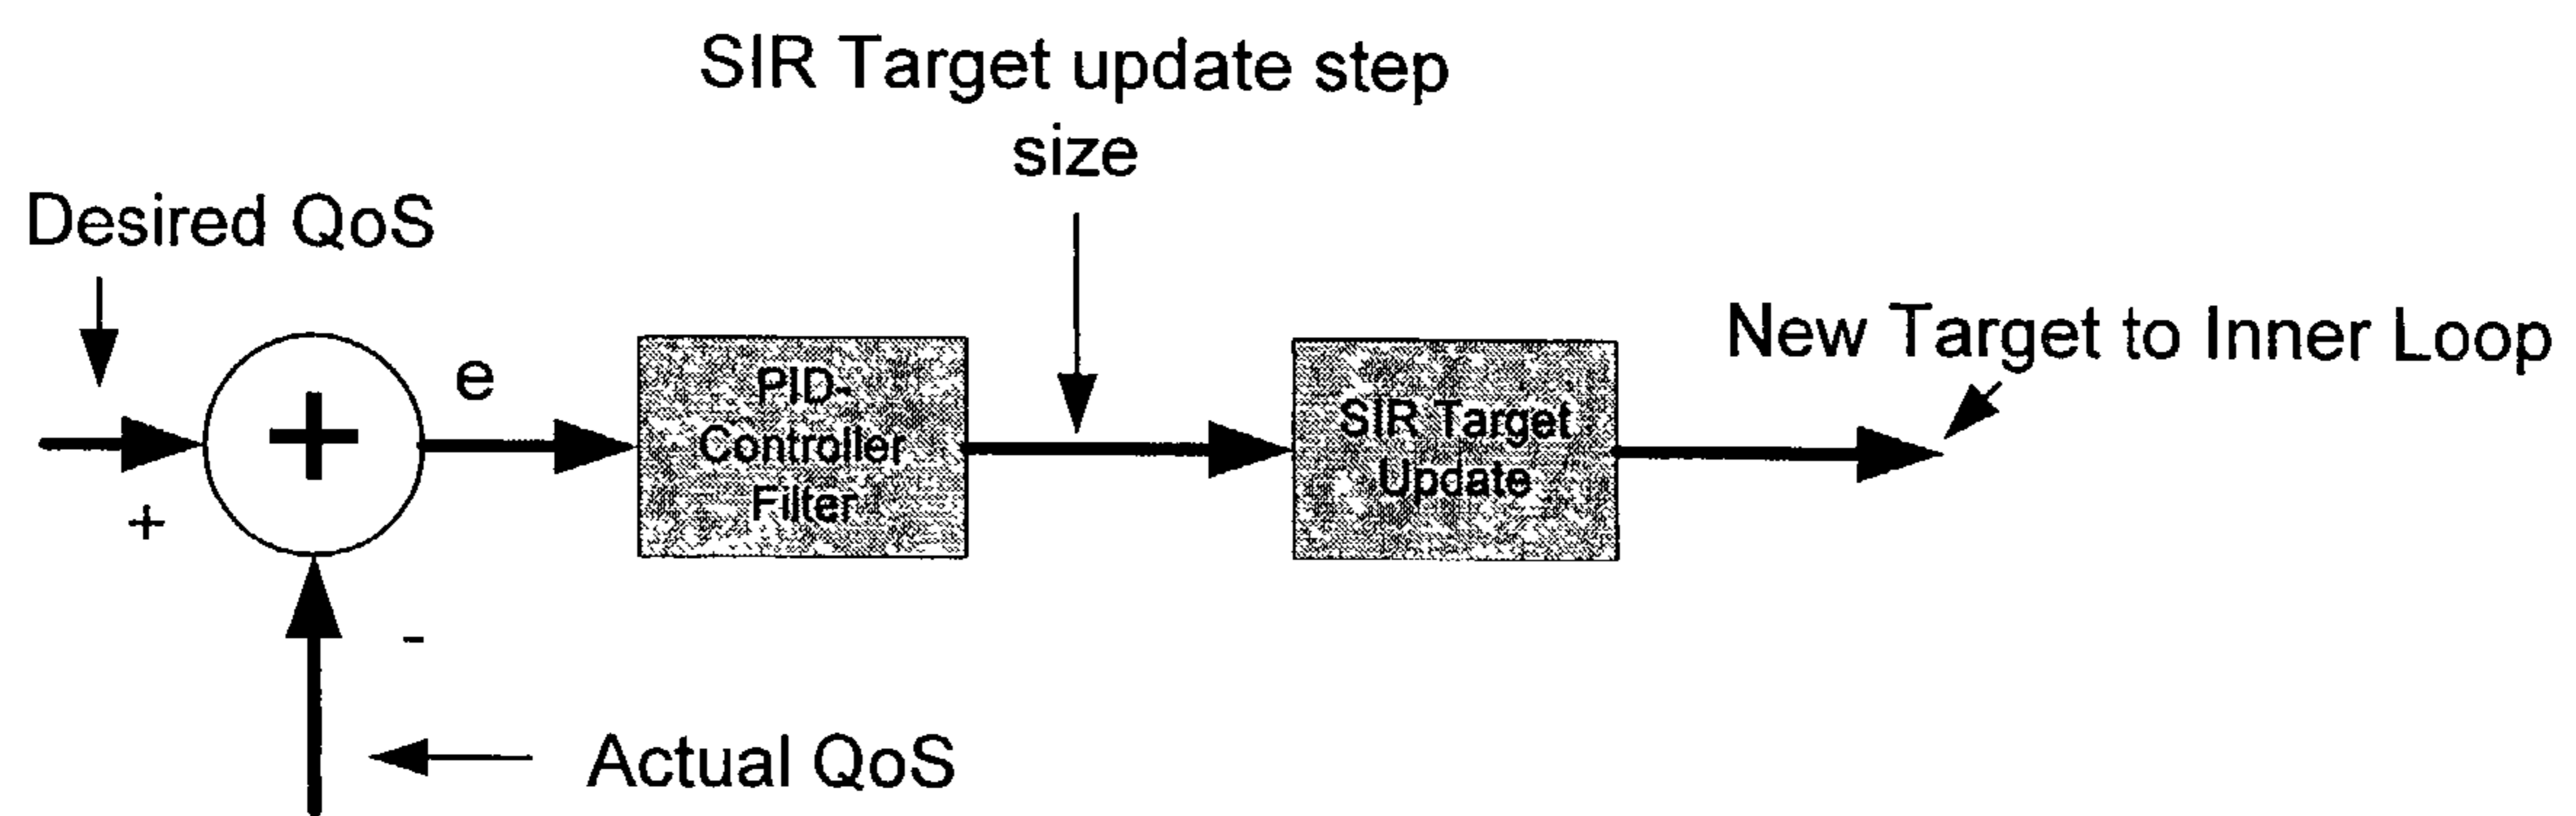 SIR Target update step
size
Desired QoS
New Target to Inner Loop
e
PID-
Controller
Filter
SIR Target
Update
+
+
-
Actual QoS